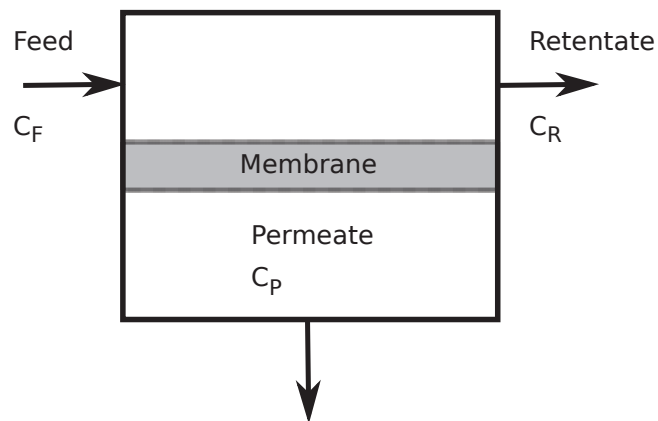 Feed
Retentate
C_F
C_R
Membrane
Permeate
C_P